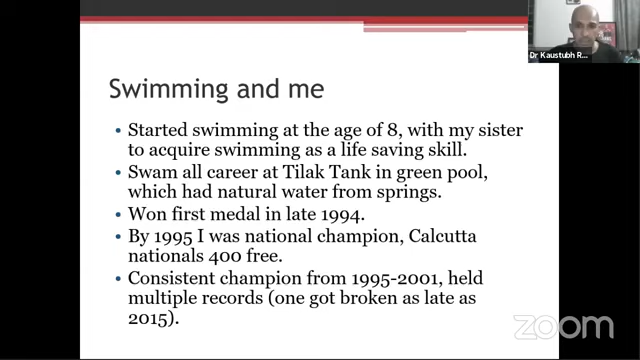 Swimming and me
• Started swimming at the age of 8, with my sister
to acquire swimming as a life saving skill.
• Swam all career at Tilak Tank in green pool,
which had natural water from springs.
• Won first medal in late 1994.
• By 1995 I was national champion, Calcutta
nationals 400 free.
• Consistent champion from 1995-2001, held
multiple records (one got broken as late as
2015).
Dr Kaustubh R...
zoom